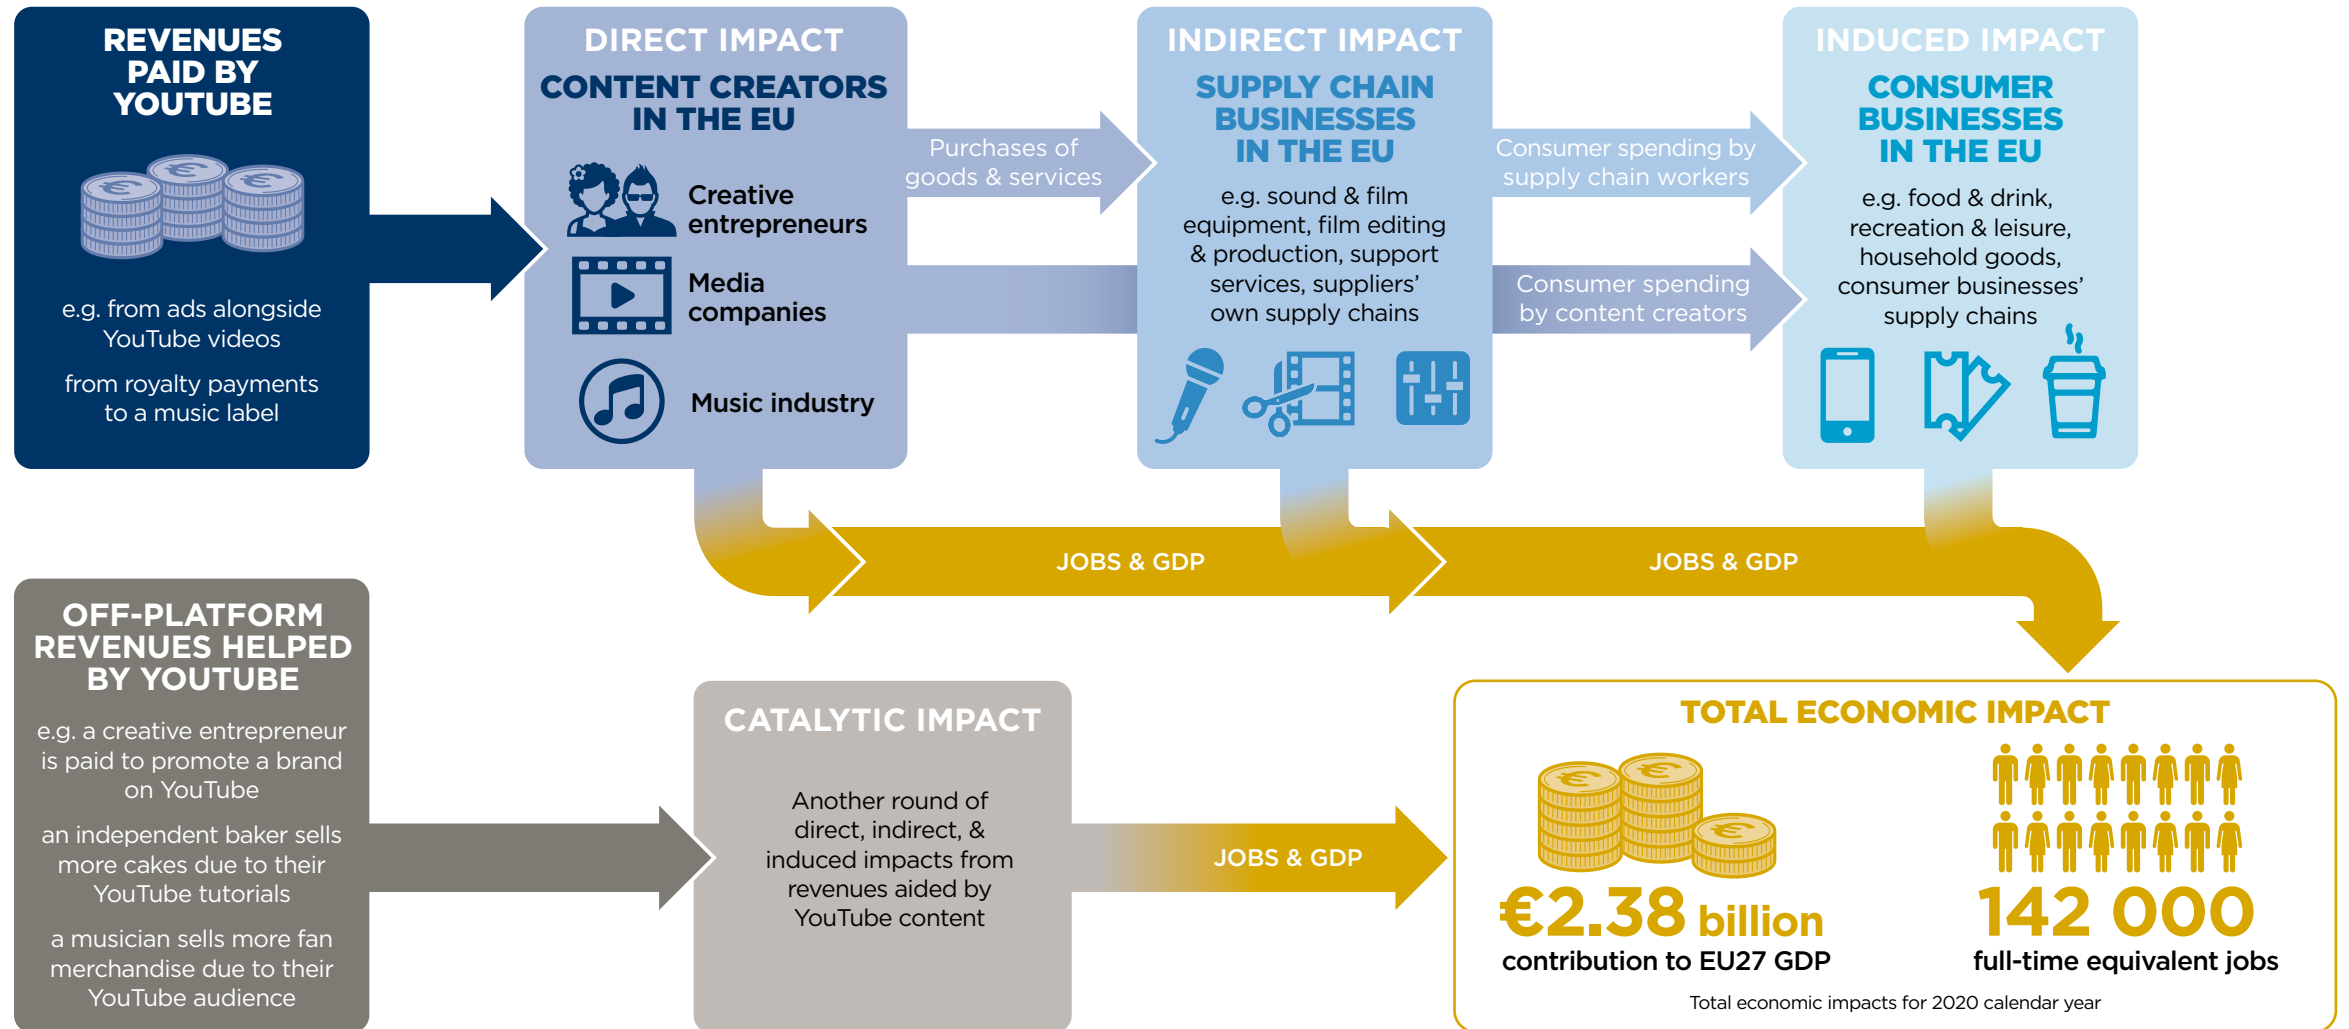 REVENUES
PAID BY
YOUTUBE
e.g. from ads alongside
YouTube videos
from royalty payments
to a music label
DIRECT IMPACT
CONTENT CREATORS
IN THE EU
Creative
entrepreneurs
Media
companies
Music industry
Purchases of
goods & services
INDIRECT IMPACT
SUPPLY CHAIN
BUSINESSES
IN THE EU
e.g. sound & film
equipment, film editing
& production, support
services, suppliers’
own supply chains
Consumer spending by
supply chain workers
Consumer spending
by content creators
INDUCED IMPACT
CONSUMER
BUSINESSES
IN THE EU
e.g. food & drink,
recreation & leisure,
household goods,
consumer businesses’
supply chains
JOBS & GDP
JOBS & GDP
OFF-PLATFORM
REVENUES HELPED
BY YOUTUBE
e.g. a creative entrepreneur
is paid to promote a brand
on YouTube
an independent baker sells
more cakes due to their
YouTube tutorials
a musician sells more fan
merchandise due to their
YouTube audience
CATALYTIC IMPACT
Another round of
direct, indirect, &
induced impacts from
revenues aided by
YouTube content
JOBS & GDP
TOTAL ECONOMIC IMPACT
€2.38 billion
contribution to EU27 GDP
142 000
full-time equivalent jobs
Total economic impacts for 2020 calendar year